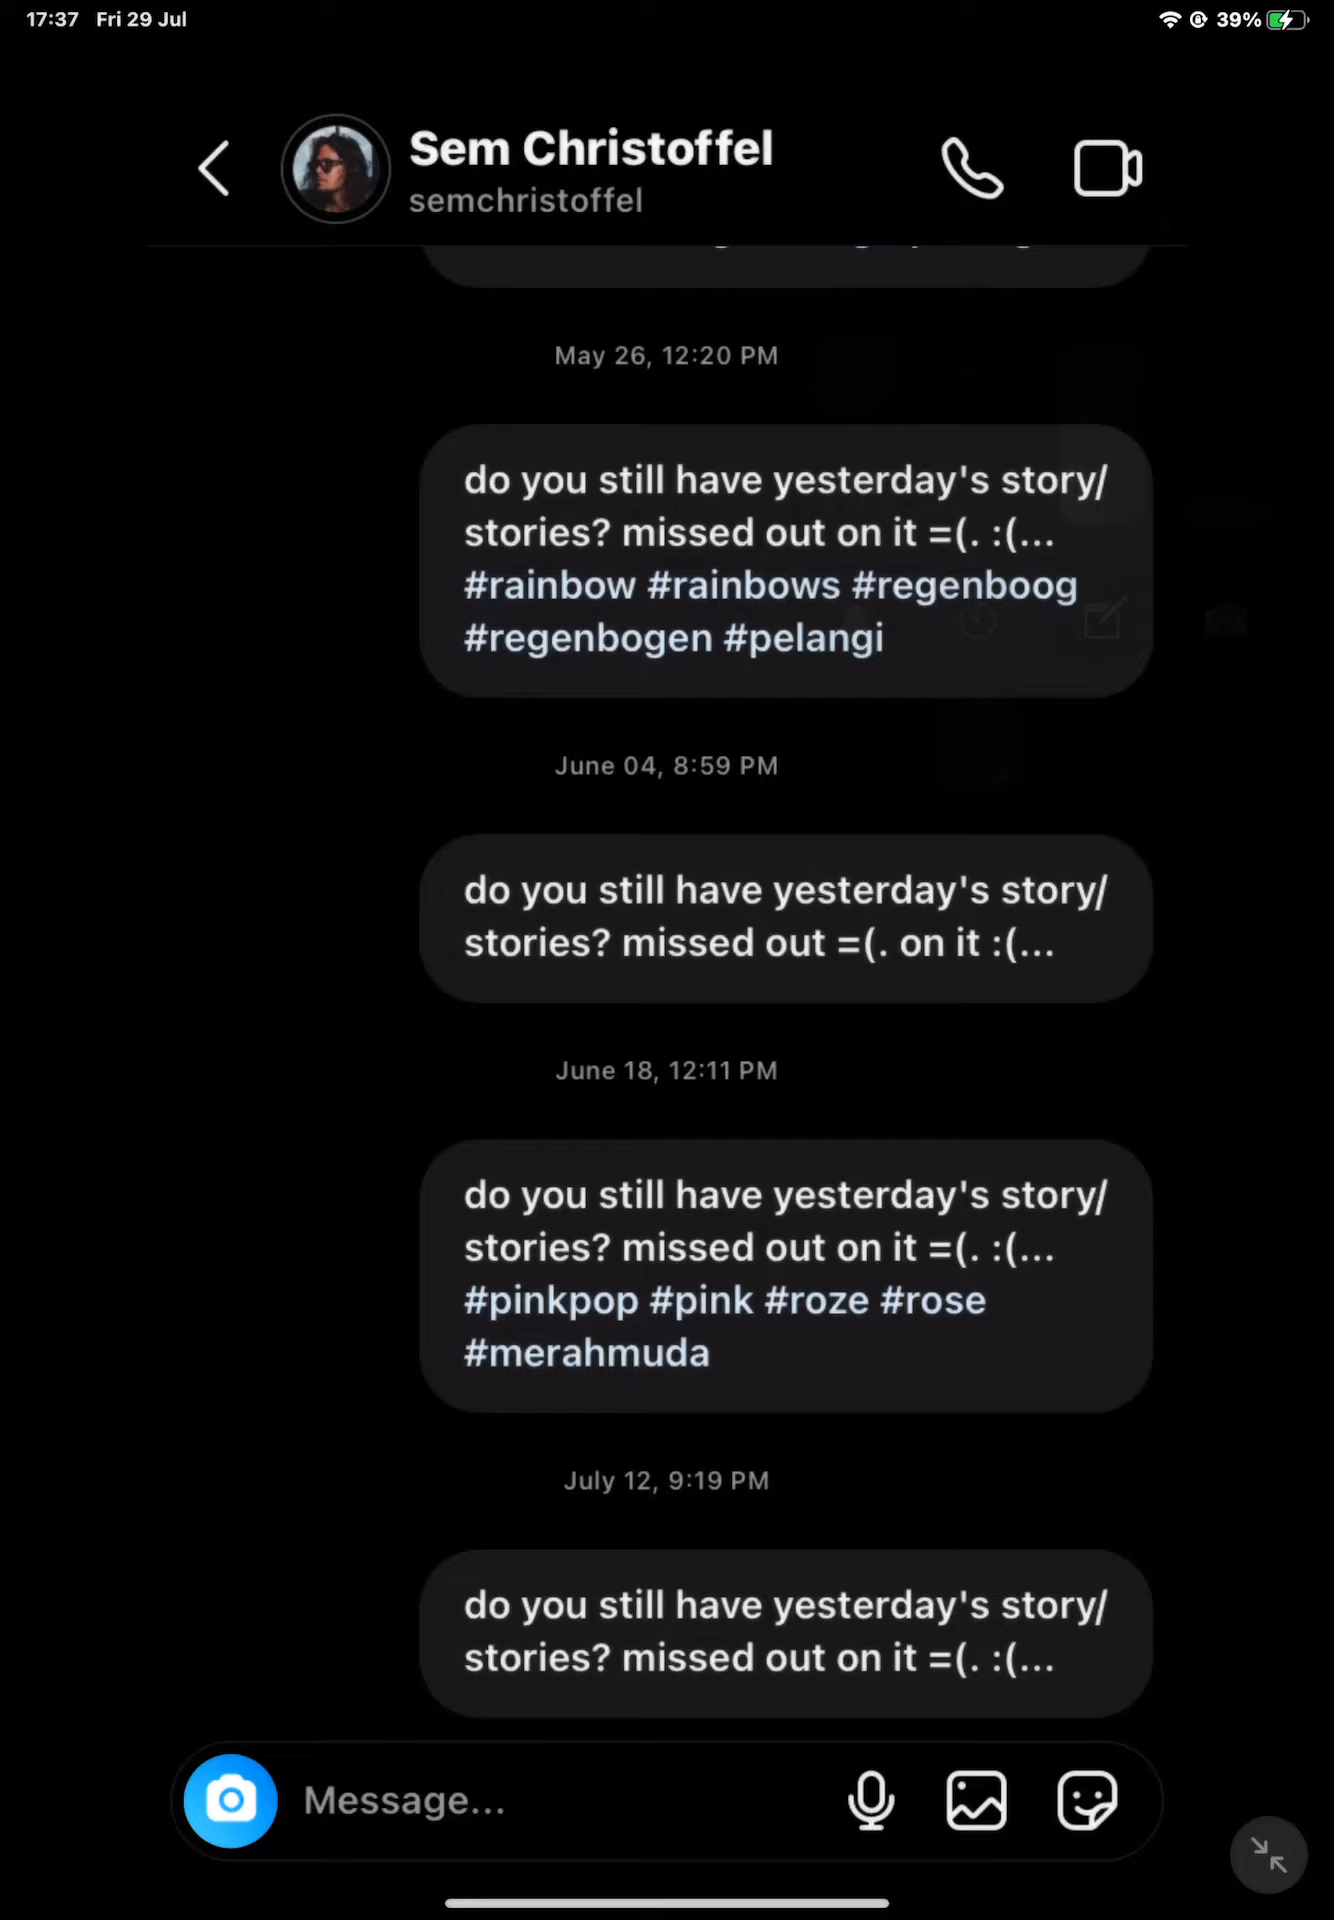 17:37 Fri 29 Jul
39%
Sem Christoffel
semchristoffel
May 26, 12:20 PM
do you still have yesterday's story/
stories? missed out on it =(. :(...
#rainbow #rainbows #regenboog
#regenbogen #pelangi
June 04, 8:59 PM
do you still have yesterday's story/
stories? missed out =(. on it :(...
June 18, 12:11 PM
do you still have yesterday's story/
stories? missed out on it =(. :(...
#pinkpop #pink #roze #rose
#merahmuda
July 12, 9:19 PM
do you still have yesterday's story/
stories? missed out on it =(. :(...
Message...